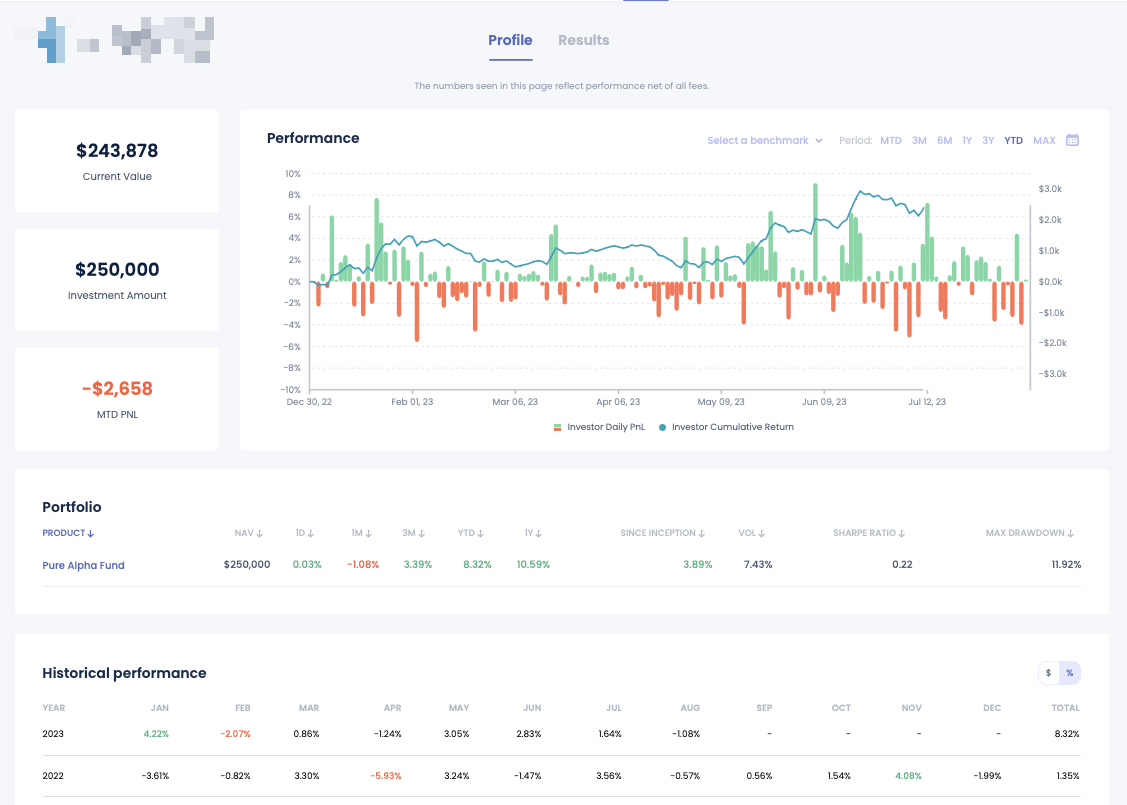 Profile Results
The numbers seen in this page reflect performance net of all fees.
$243,878
Current Value
$250,000
Investment Amount
-$2,658
MTD PNL
Performance
Select a benchmark Period: MTD 3M 6M 1Y 3Y YTD MAX
10%
8%
6%
4%
2%
0%
-2%
-4%
-6%
-8%
-10%
$3.0k
$2.0k
$1.0k
$0.0k
-$1.0k
-$2.0k
-$3.0k
Dec 30, 22 Feb 01, 23 Mar 06, 23 Apr 06, 23 May 09, 23 Jun 09, 23 Jul 12, 23
Investor Daily PnL Investor Cumulative Return
Portfolio
PRODUCT↓ NAV↓ 1D↓ 1M↓ 3M↓ YTD↓ 1Y↓ SINCE INCEPTION↓ VOL↓ SHARPE RATIO↓ MAX DRAWDOWN↓
Pure Alpha Fund $250,000 0.03% -1.08% 3.39% 8.32% 10.59% 3.89% 7.43% 0.22 11.92%
Historical performance
$ %
YEAR JAN FEB MAR APR MAY JUN JUL AUG SEP OCT NOV DEC TOTAL
2023 4.22% -2.07% 0.86% -1.24% 3.05% 2.83% 1.64% -1.08% - - - - 8.32%
2022 -3.61% -0.82% 3.30% -5.93% 3.24% -1.47% 3.56% -0.57% 0.56% 1.54% 4.08% -1.99% 1.35%